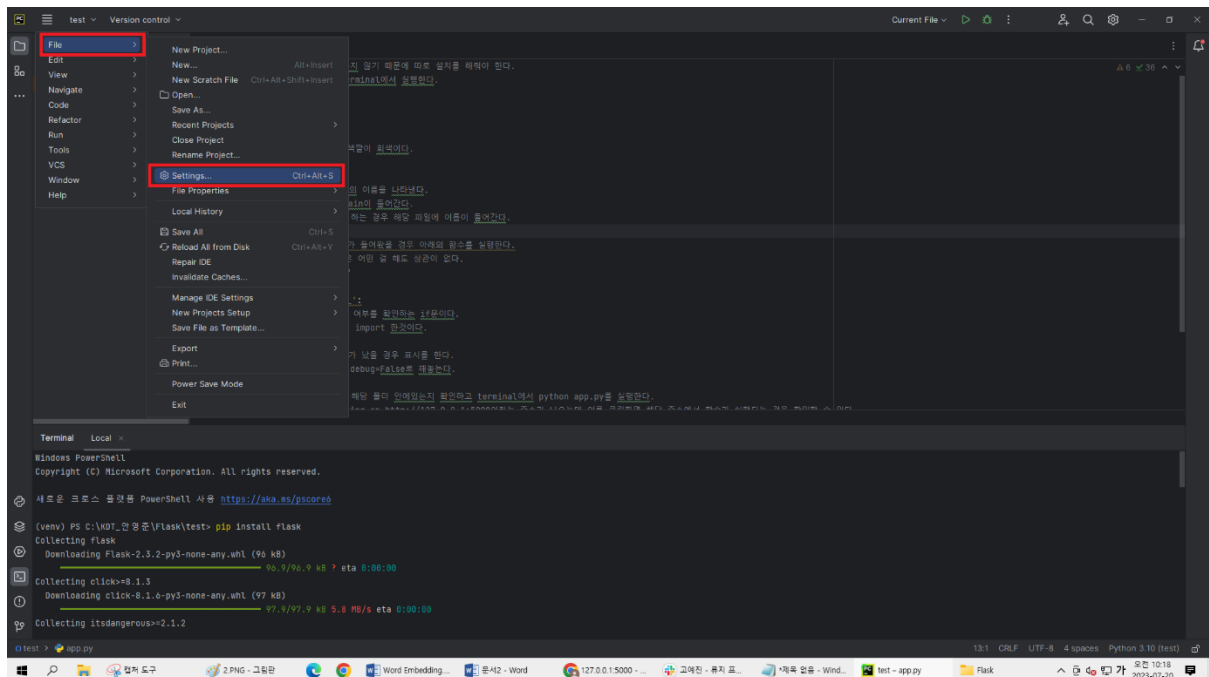 test
Version control
Current File
File
Edit
View
Navigate
Code
Refactor
Run
Tools
VCS
Window
Help
New Project...
New... Alt+Insert
New Scratch File Ctrl+Alt+Shift+Insert
Open...
Save As...
Recent Projects
Close Project
Rename Project...
Settings... Ctrl+Alt+S
File Properties
Local History
Save All Ctrl+S
Reload All from Disk Ctrl+Alt+Y
Repair IDE
Invalidate Caches...
Manage IDE Settings
New Projects Setup
Save File as Template...
Export
Print...
Power Save Mode
Exit
지 않기 때문에 따로 설치를 해줘야 한다.
rminal에서 실행한다.
색깔이 회색이다.
의 이름을 나타낸다.
ain이 들어간다.
하는 경우 해당 파일에 이름이 들어간다.
가 들어왔을 경우 아래의 함수를 실행한다.
은 어떤 걸 해도 상관이 없다.
_':
여부를 확인하는 if문이다.
import 한것이다.
가 났을 경우 표시를 한다.
debug=False로 해놓는다.
해당 폴더 안에있는지 확인하고 terminal에서 python app.py를 실행한다.
6 36
Terminal Local
Windows PowerShell
Copyright (C) Microsoft Corporation. All rights reserved.
새로운 크로스 플랫폼 PowerShell 사용 https://aka.ms/pscore6
(venv) PS C:\KDT_안영준\Flask\test> pip install flask
Collecting flask
Downloading Flask-2.3.2-py3-none-any.whl (96 kB)
96.9/96.9 kB ? eta 0:00:00
Collecting click>=8.1.3
Downloading click-8.1.6-py3-none-any.whl (97 kB)
97.9/97.9 kB 5.8 MB/s eta 0:00:00
Collecting itsdangerous>=2.1.2
test > app.py
13:1 CRLF UTF-8 4 spaces Python 3.10 (test)
캡처 도구
2.PNG - 그림판
Word Embedding...
문서2 - Word
127.0.0.1:5000 - ...
고예진 - 퓨지 표...
*제목 없음 - Wind...
test – app.py
Flask
가
오전 10:18
2023-07-20